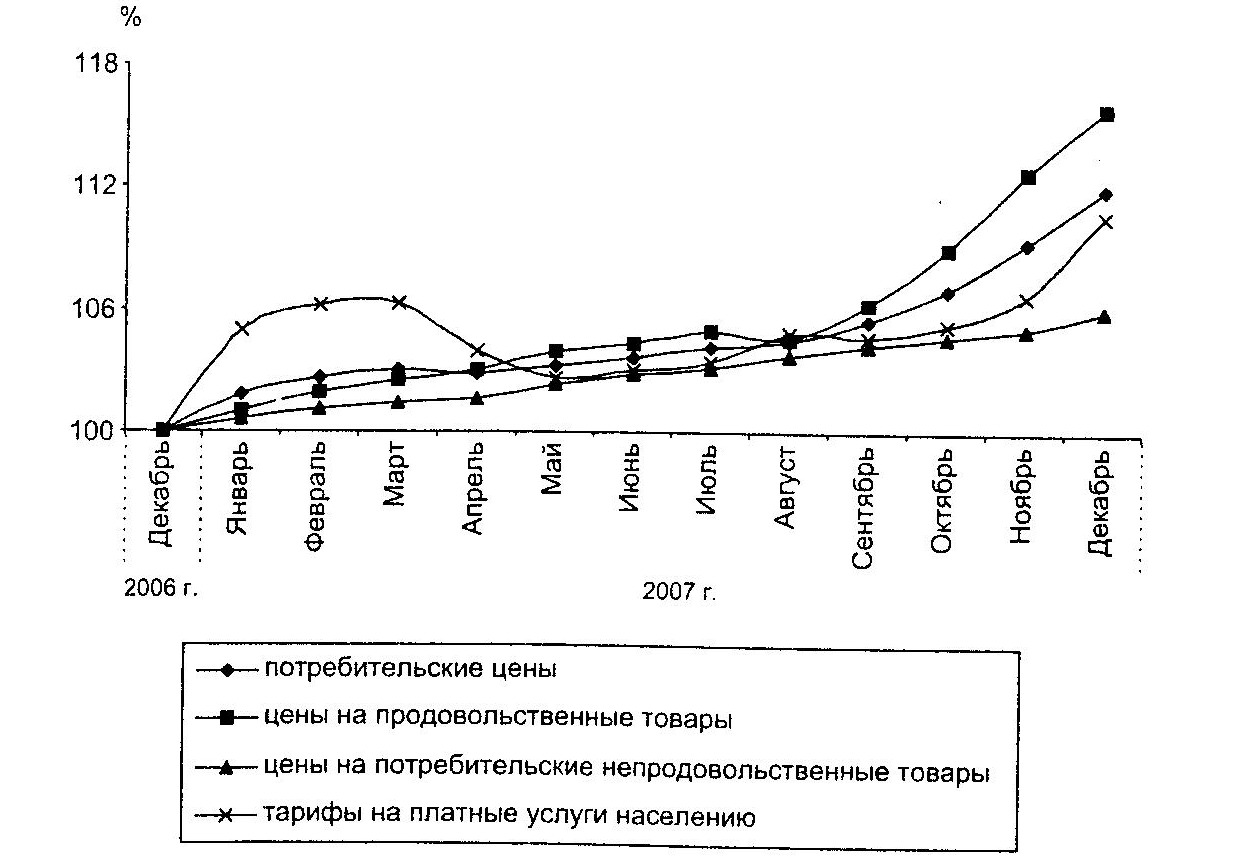 %
118
112
106
100
Декабрь
Январь
Февраль
Март
Апрель
Май
Июнь
Июль
Август
Сентябрь
Октябрь
Ноябрь
Декабрь
2006 г.
2007 г.
потребительские цены
цены на продовольственные товары
цены на потребительские непродовольственные товары
тарифы на платные услуги населению